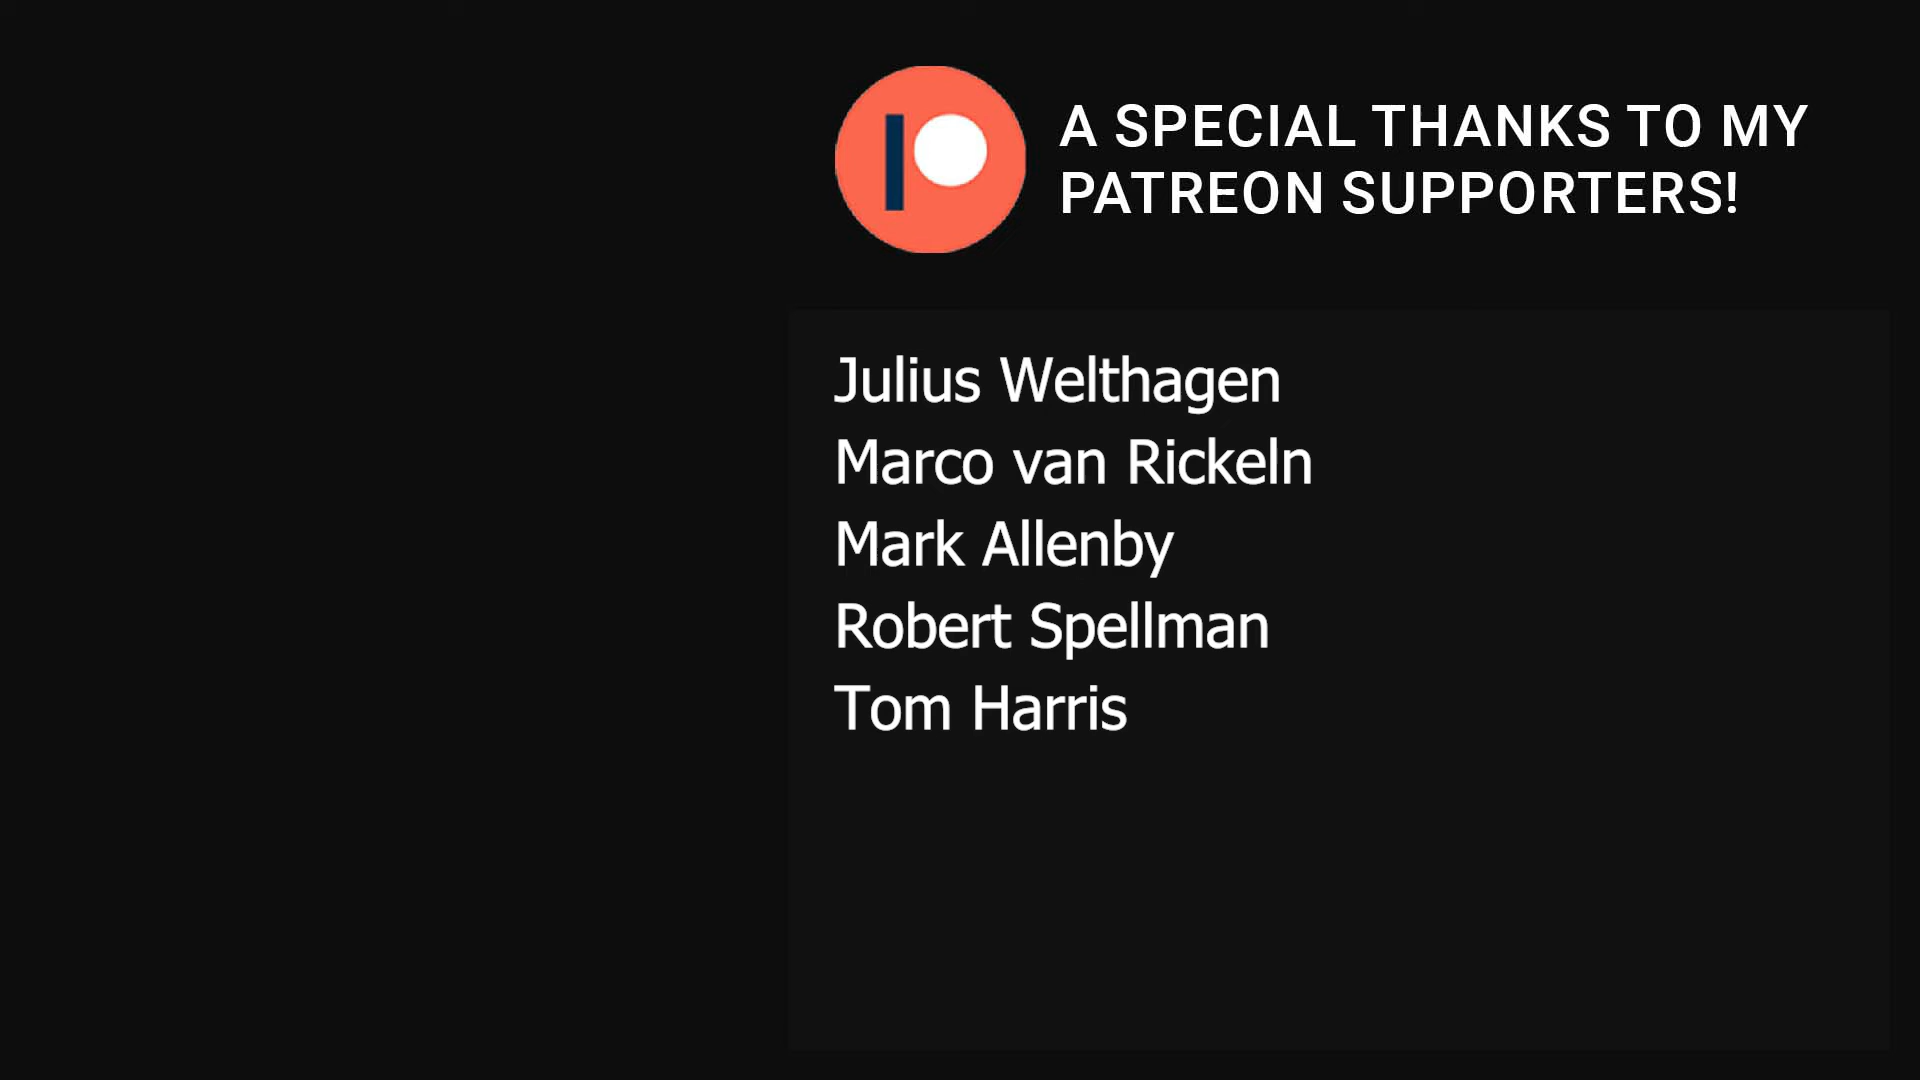 A SPECIAL THANKS TO MY
PATREON SUPPORTERS!
Julius Welthagen
Marco van Rickeln
Mark Allenby
Robert Spellman
Tom Harris